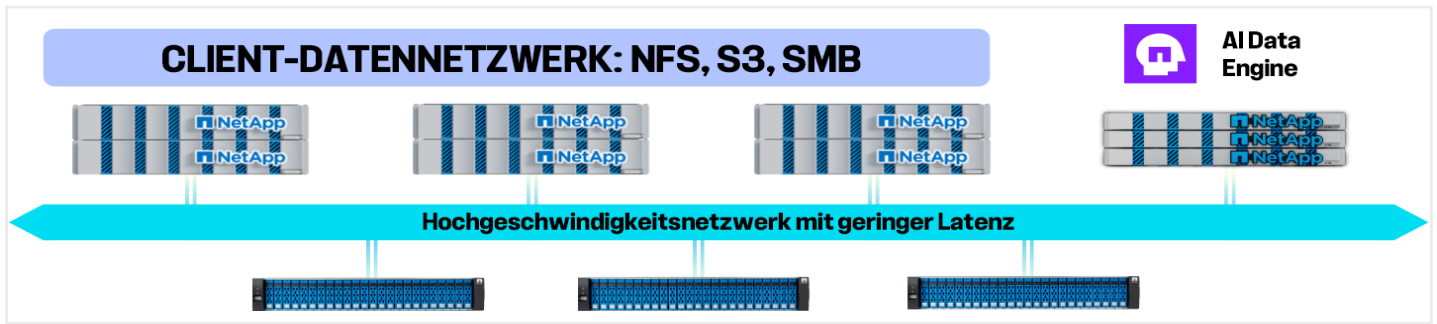 CLIENT-DATENNETZWERK: NFS, S3, SMB
AI Data
Engine
NetApp
NetApp
NetApp
NetApp
NetApp
NetApp
NetApp
NetApp
NetApp
Hochgeschwindigkeitsnetzwerk mit geringer Latenz